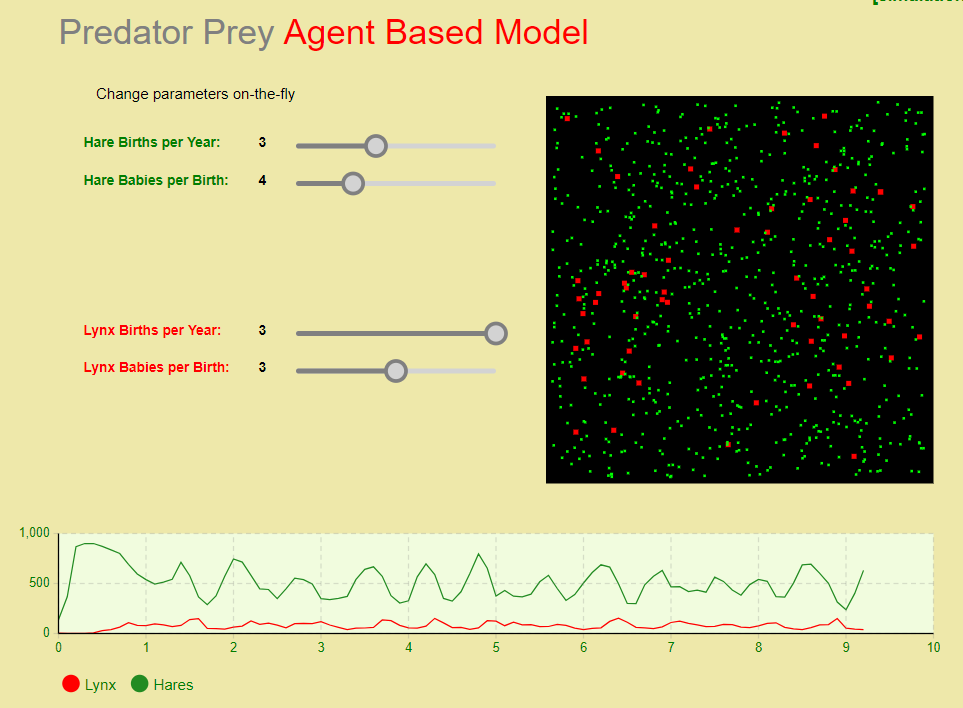 Predator Prey Agent Based Model
Change parameters on-the-fly
Hare Births per Year: 3
Hare Babies per Birth: 4
Lynx Births per Year: 3
Lynx Babies per Birth: 3
1,000
500
0
0 1 2 3 4 5 6 7 8 9 10
Lynx Hares